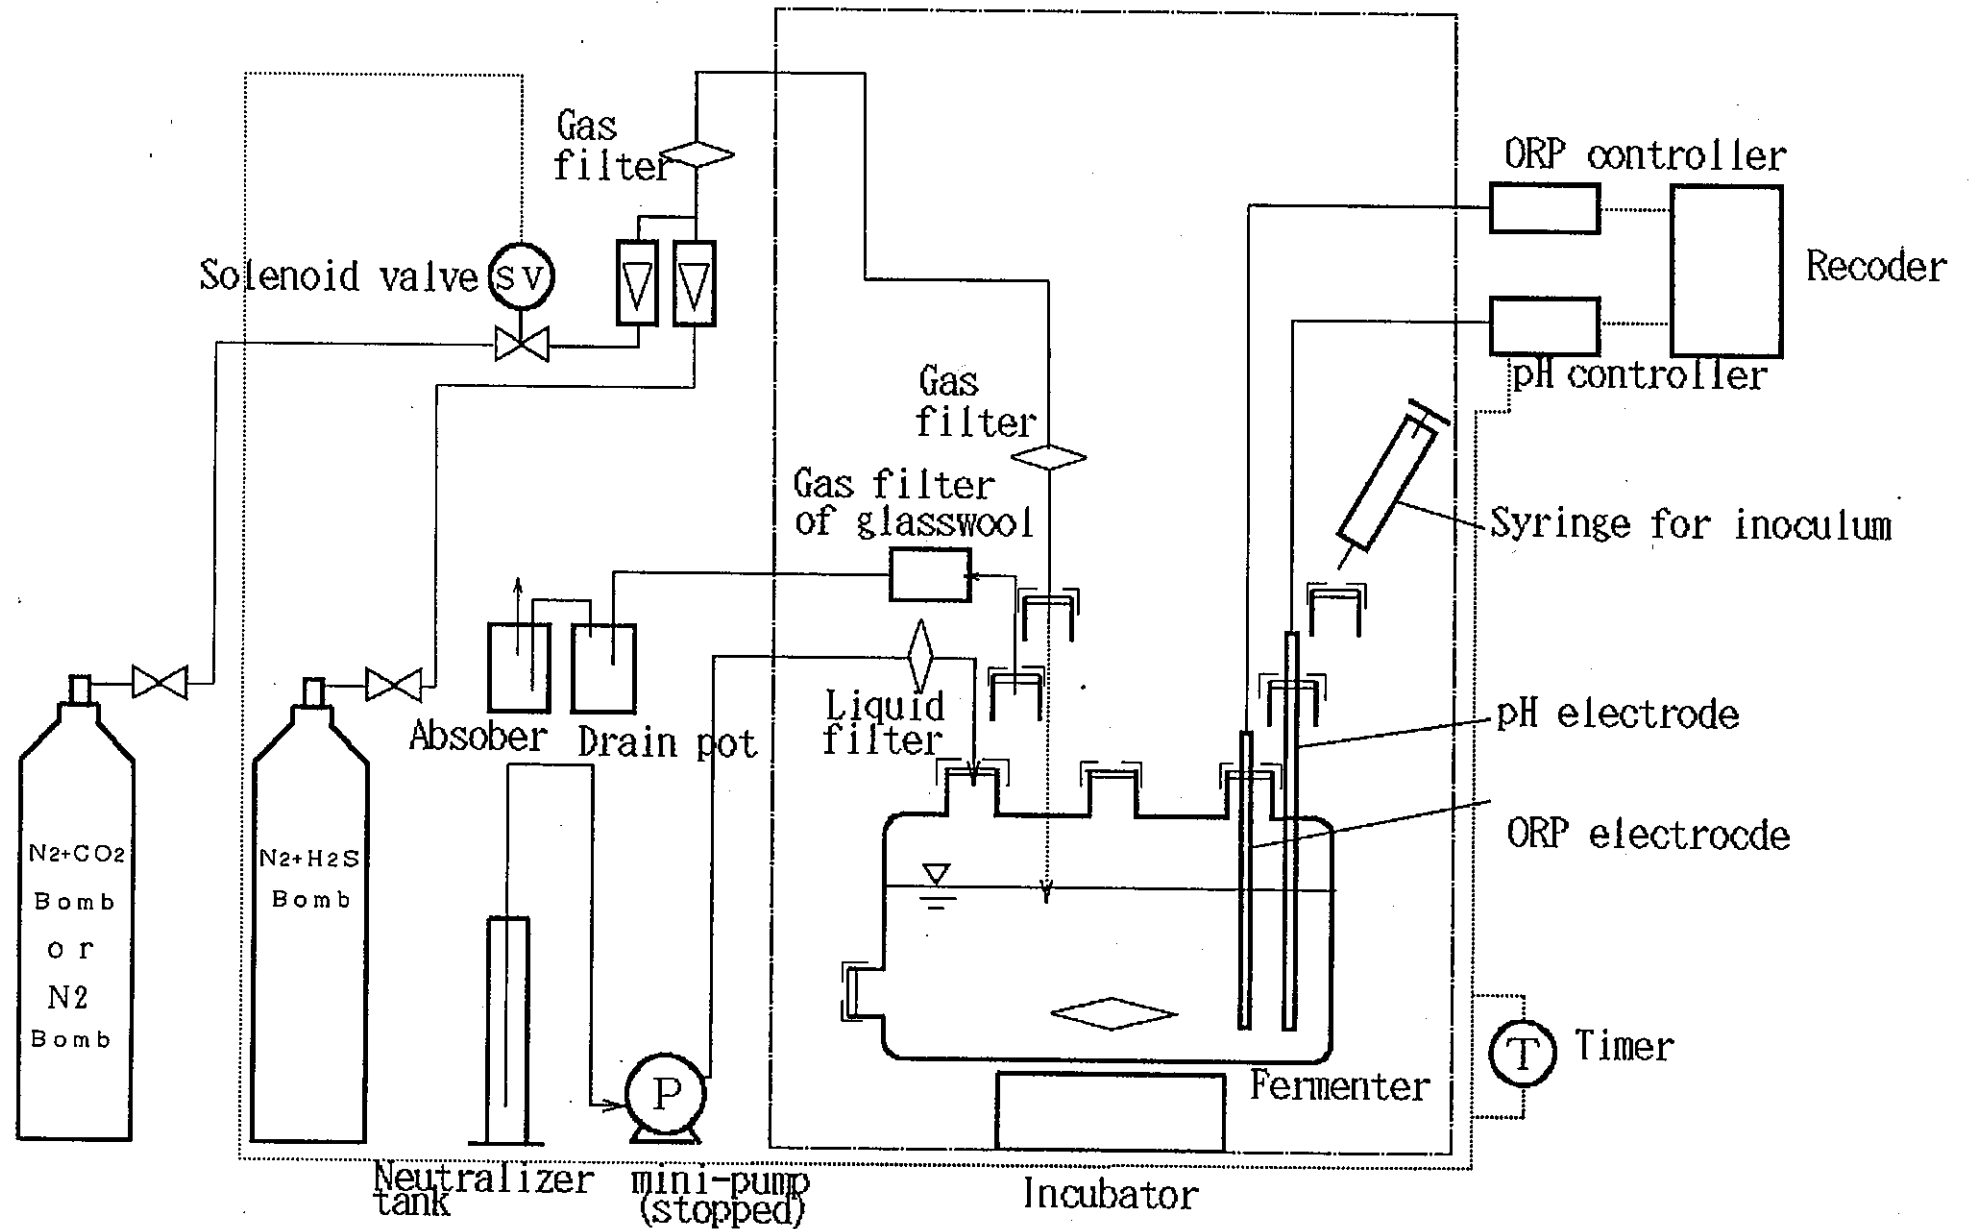 Gas
filter
ORP controller
Solenoid valve
SV
Recoder
pH controller
Gas
filter
Gas filter
of glasswool
Syringe for inoculum
Liquid
filter
Absober
Drain pot
pH electrode
ORP electrocde
N2+CO2
Bomb
or
N2
Bomb
N2+H2S
Bomb
T
Timer
P
Fermenter
Neutralizer
tank
mini-pump
(stopped)
Incubator